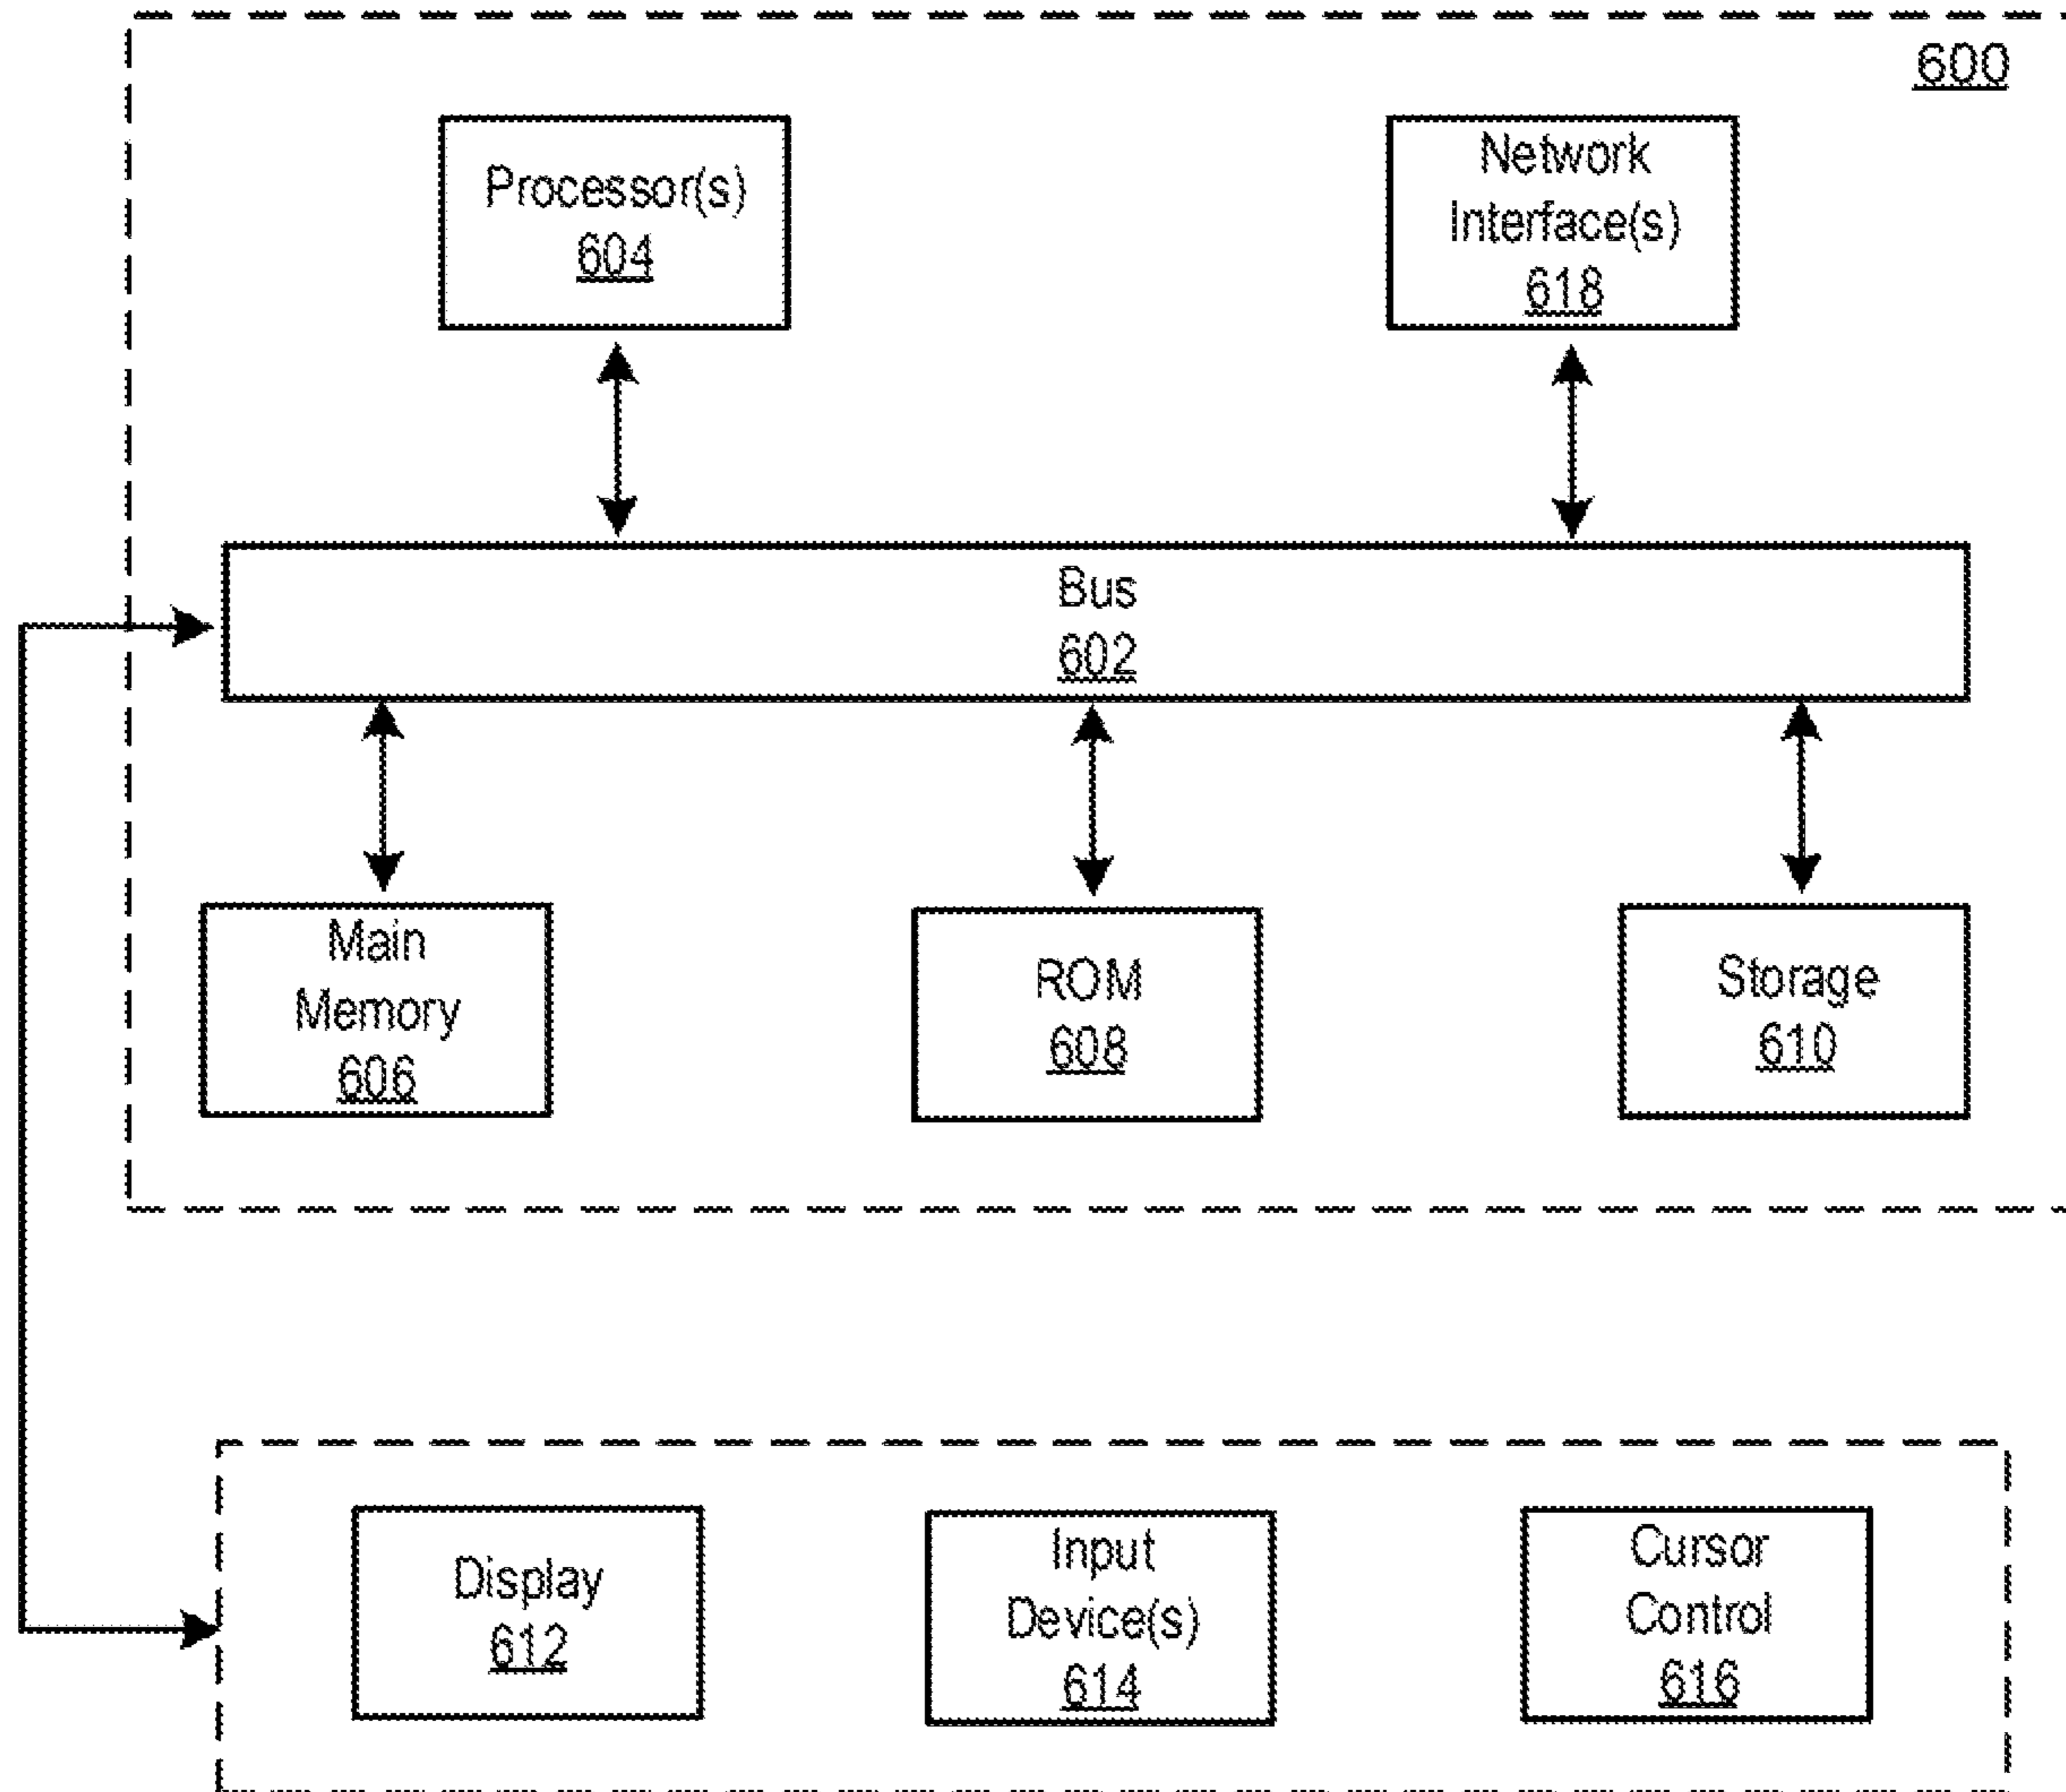 600
Processor(s)
604
Network
Interface(s)
618
Bus
602
Main
Memory
606
ROM
608
Storage
610
Display
612
Input
Device(s)
614
Cursor
Control
616